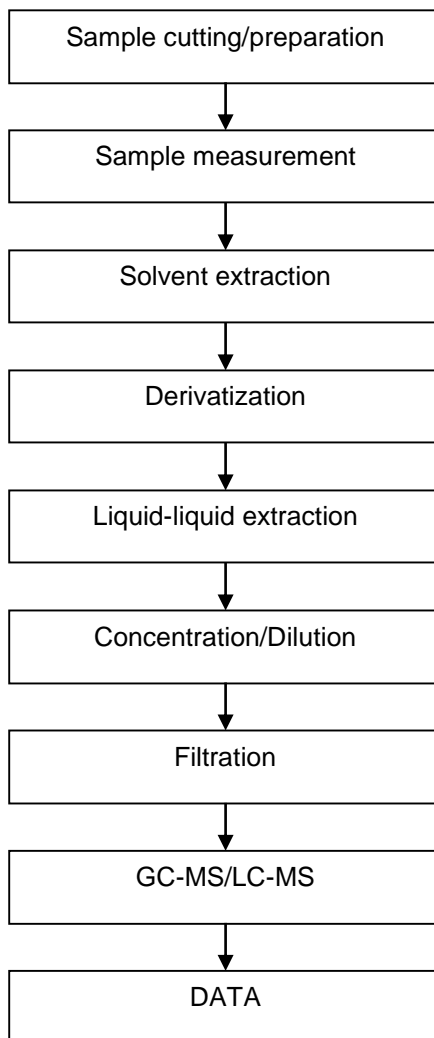 Sample cutting/preparation
Sample measurement
Solvent extraction
Derivatization
Liquid-liquid extraction
Concentration/Dilution
Filtration
GC-MS/LC-MS
DATA